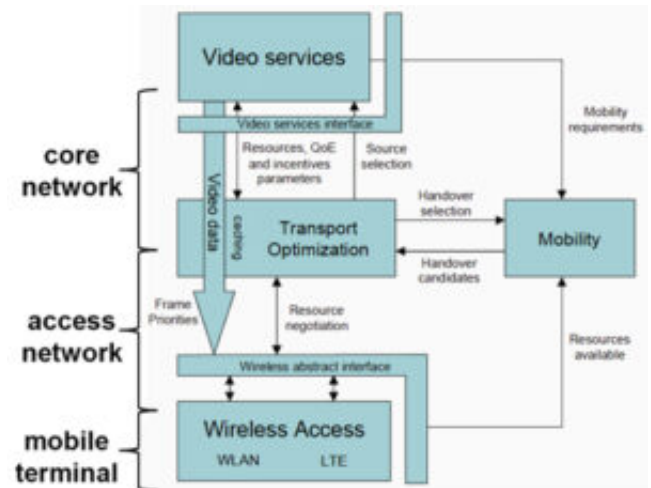 Video services
Video services interface
Mobility
requirements
core
network
Resources, QoE
and incentives
parameters
Source
selection
Video data
caching
Transport
Optimization
Handover
selection
Handover
candidates
Mobility
Frame
Priorities
Resource
negotiation
access
network
Resources
available
Wireless abstract interface
Wireless Access
WLAN LTE
mobile
terminal